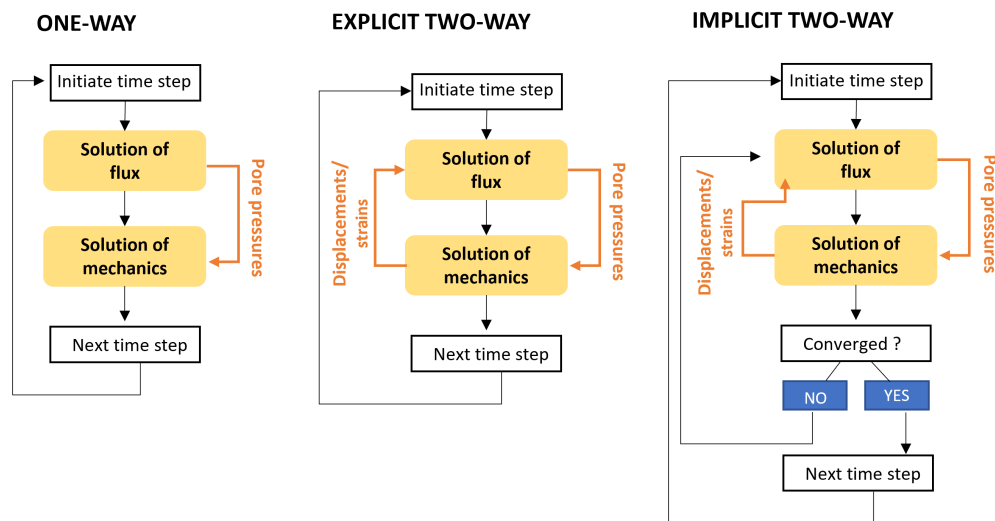 ONE-WAY
Initiate time step
Solution of
flux
Pore pressures
Solution of
mechanics
Next time step
EXPLICIT TWO-WAY
Initiate time step
Solution of
flux
Displacements/
strains
Pore pressures
Solution of
mechanics
Next time step
IMPLICIT TWO-WAY
Initiate time step
Solution of
flux
Displacements/
strains
Pore pressures
Solution of
mechanics
Converged ?
NO
YES
Next time step